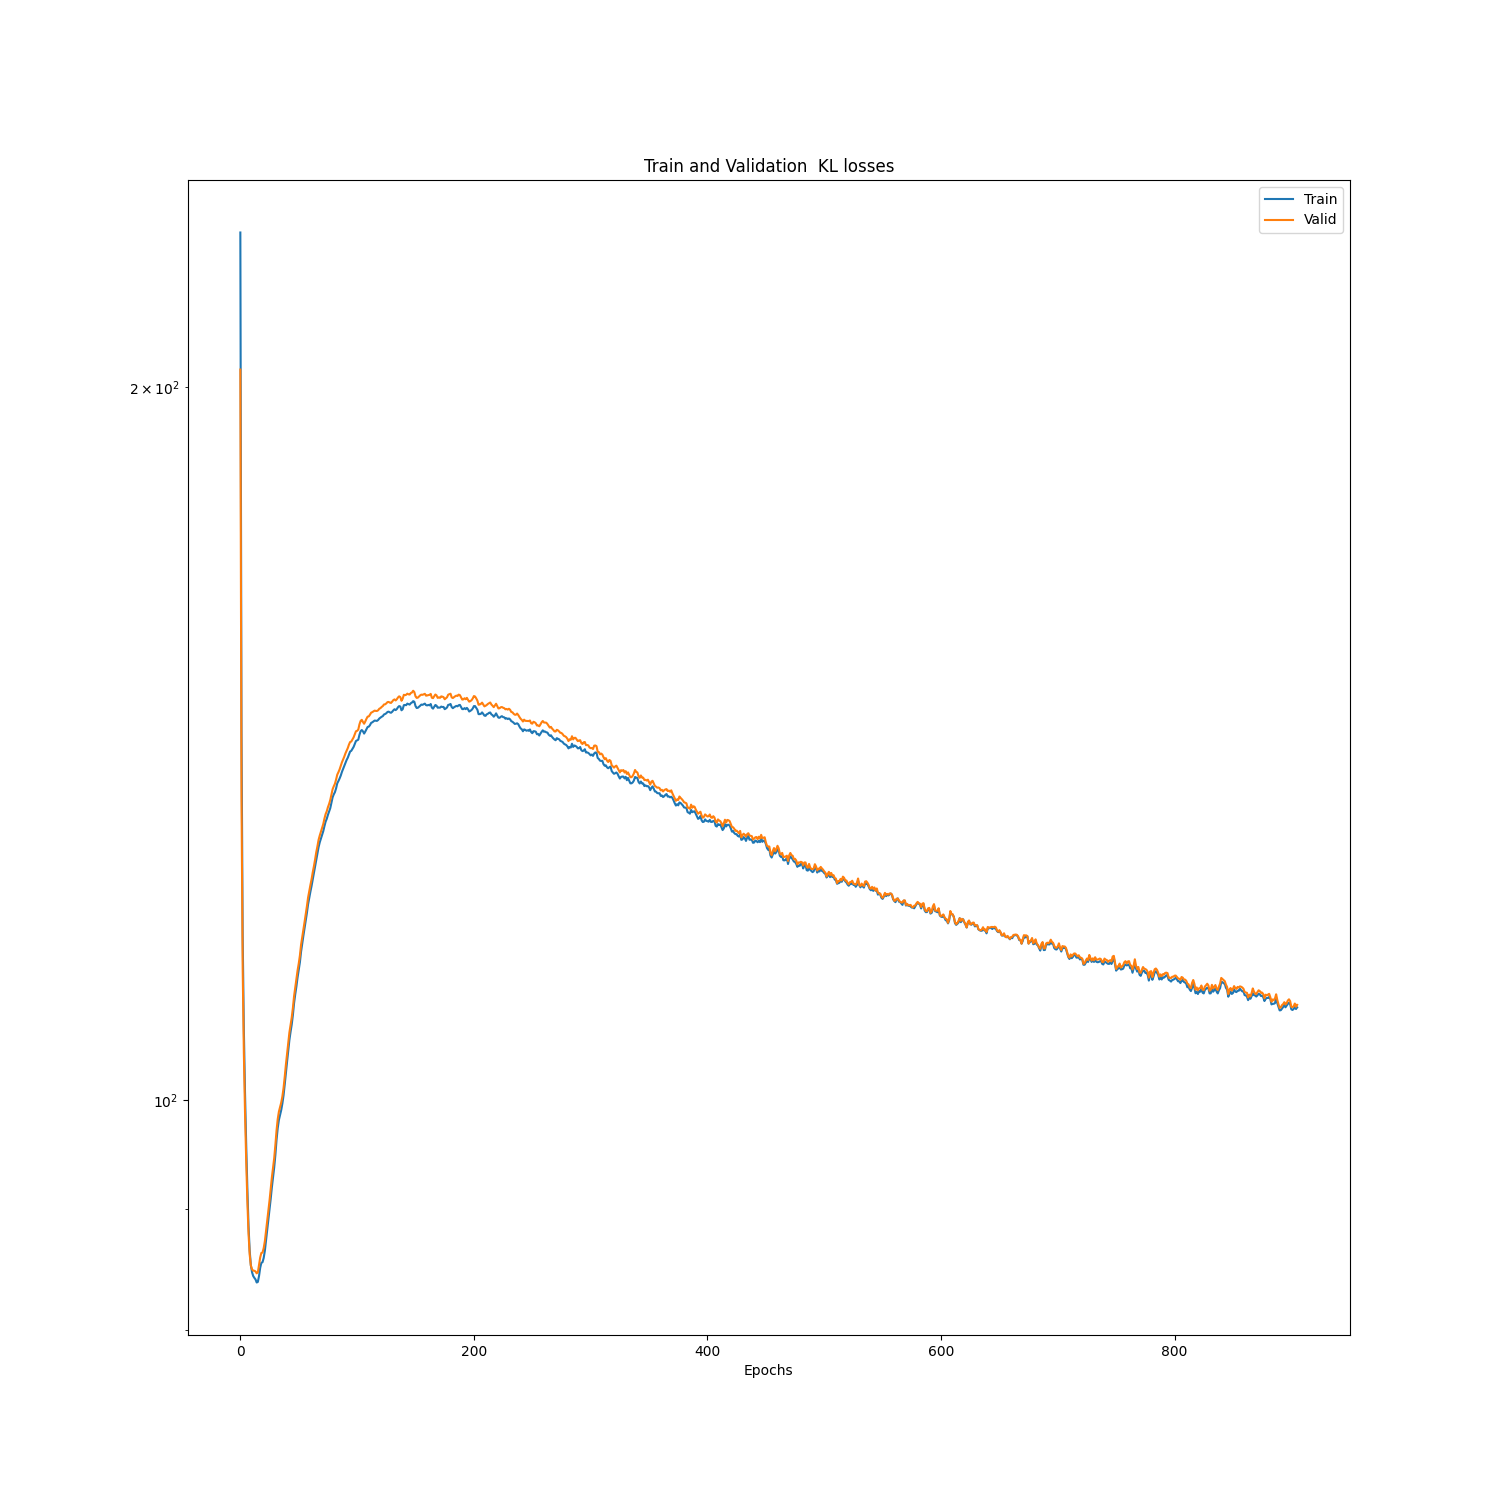 Train and Validation  KL losses
Train
Valid
2 × 10²
10²
0 200 400 600 800
Epochs